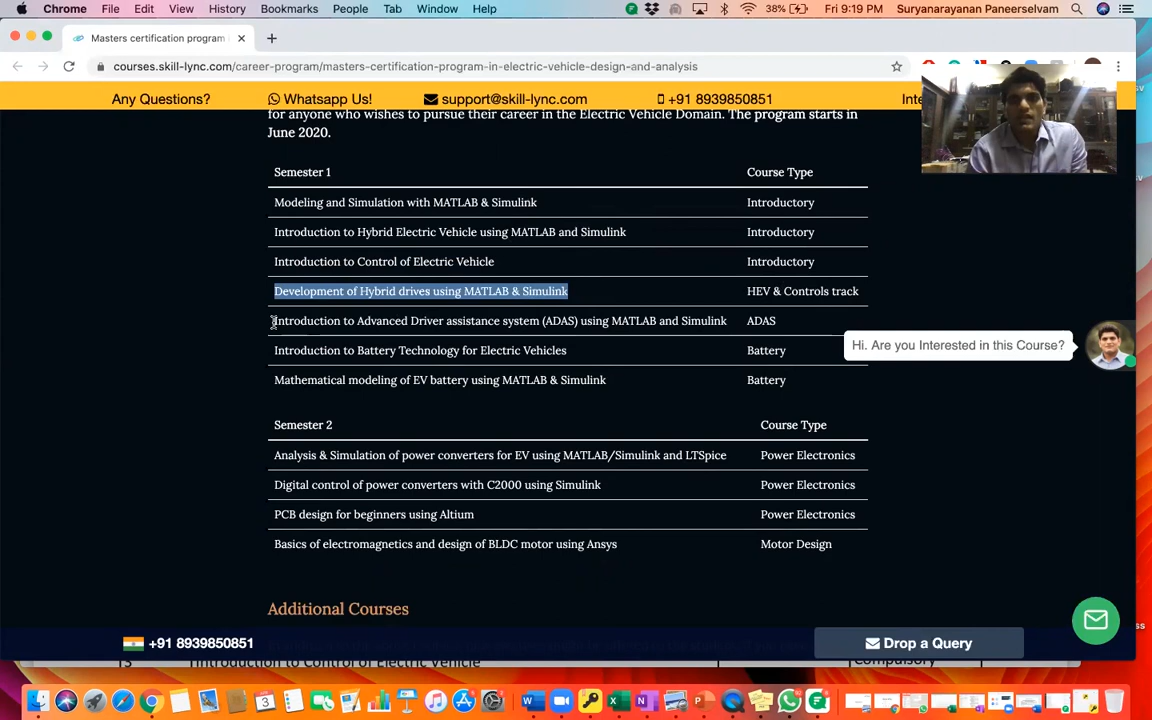 Chrome File Edit View History Bookmarks People Tab Window Help 38% Fri 9:19 PM Suryanarayanan Paneerselvam
Masters certification program
courses.skill-lync.com/career-program/masters-certification-program-in-electric-vehicle-design-and-analysis
Any Questions? Whatsapp Us! support@skill-lync.com +91 8939850851
for anyone who wishes to pursue their career in the Electric Vehicle Domain. The program starts in
June 2020.
Semester 1 Course Type
Modeling and Simulation with MATLAB & Simulink Introductory
Introduction to Hybrid Electric Vehicle using MATLAB and Simulink Introductory
Introduction to Control of Electric Vehicle Introductory
Development of Hybrid drives using MATLAB & Simulink HEV & Controls track
Introduction to Advanced Driver assistance system (ADAS) using MATLAB and Simulink ADAS
Hi. Are you Interested in this Course?
Introduction to Battery Technology for Electric Vehicles Battery
Mathematical modeling of EV battery using MATLAB & Simulink Battery
Semester 2 Course Type
Analysis & Simulation of power converters for EV using MATLAB/Simulink and LTSpice Power Electronics
Digital control of power converters with C2000 using Simulink Power Electronics
PCB design for beginners using Altium Power Electronics
Basics of electromagnetics and design of BLDC motor using Ansys Motor Design
Additional Courses
+91 8939850851 Drop a Query
Introduction to Control of Electric Vehicle Compulsory